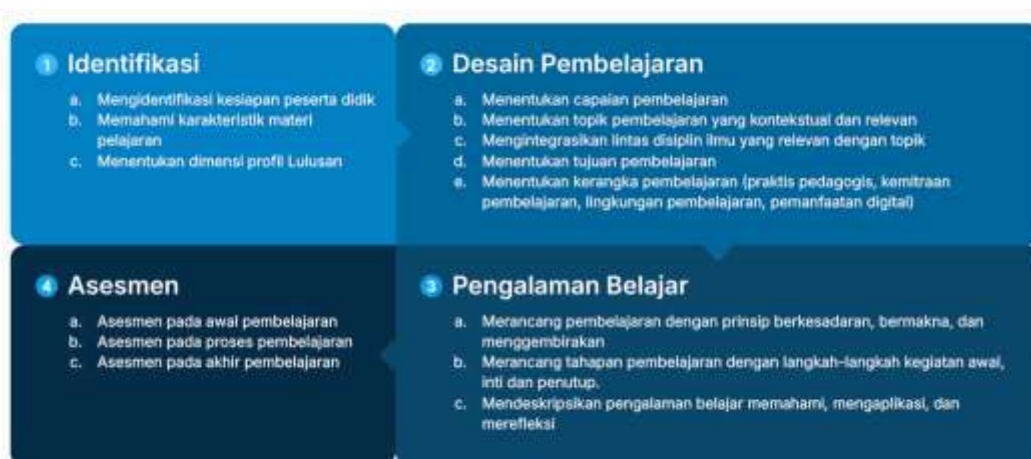 1 Identifikasi
a. Mengidentifikasi kesiapan peserta didik
b. Memahami karakteristik materi
pelajaran
c. Menentukan dimensi profil Lulusan
2 Desain Pembelajaran
a. Menentukan capaian pembelajaran
b. Menentukan topik pembelajaran yang kontekstual dan relevan
c. Mengintegrasikan lintas disiplin ilmu yang relevan dengan topik
d. Menentukan tujuan pembelajaran
e. Menentukan kerangka pembelajaran (praktis pedagogis, kemitraan
pembelajaran, lingkungan pembelajaran, pemanfaatan digital)
4 Asesmen
a. Asesmen pada awal pembelajaran
b. Asesmen pada proses pembelajaran
c. Asesmen pada akhir pembelajaran
3 Pengalaman Belajar
a. Merancang pembelajaran dengan prinsip berkesadaran, bermakna, dan
menggembirakan
b. Merancang tahapan pembelajaran dengan langkah-langkah kegiatan awal,
inti dan penutup.
c. Mendeskripsikan pengalaman belajar memahami, mengaplikasi, dan
merefleksi